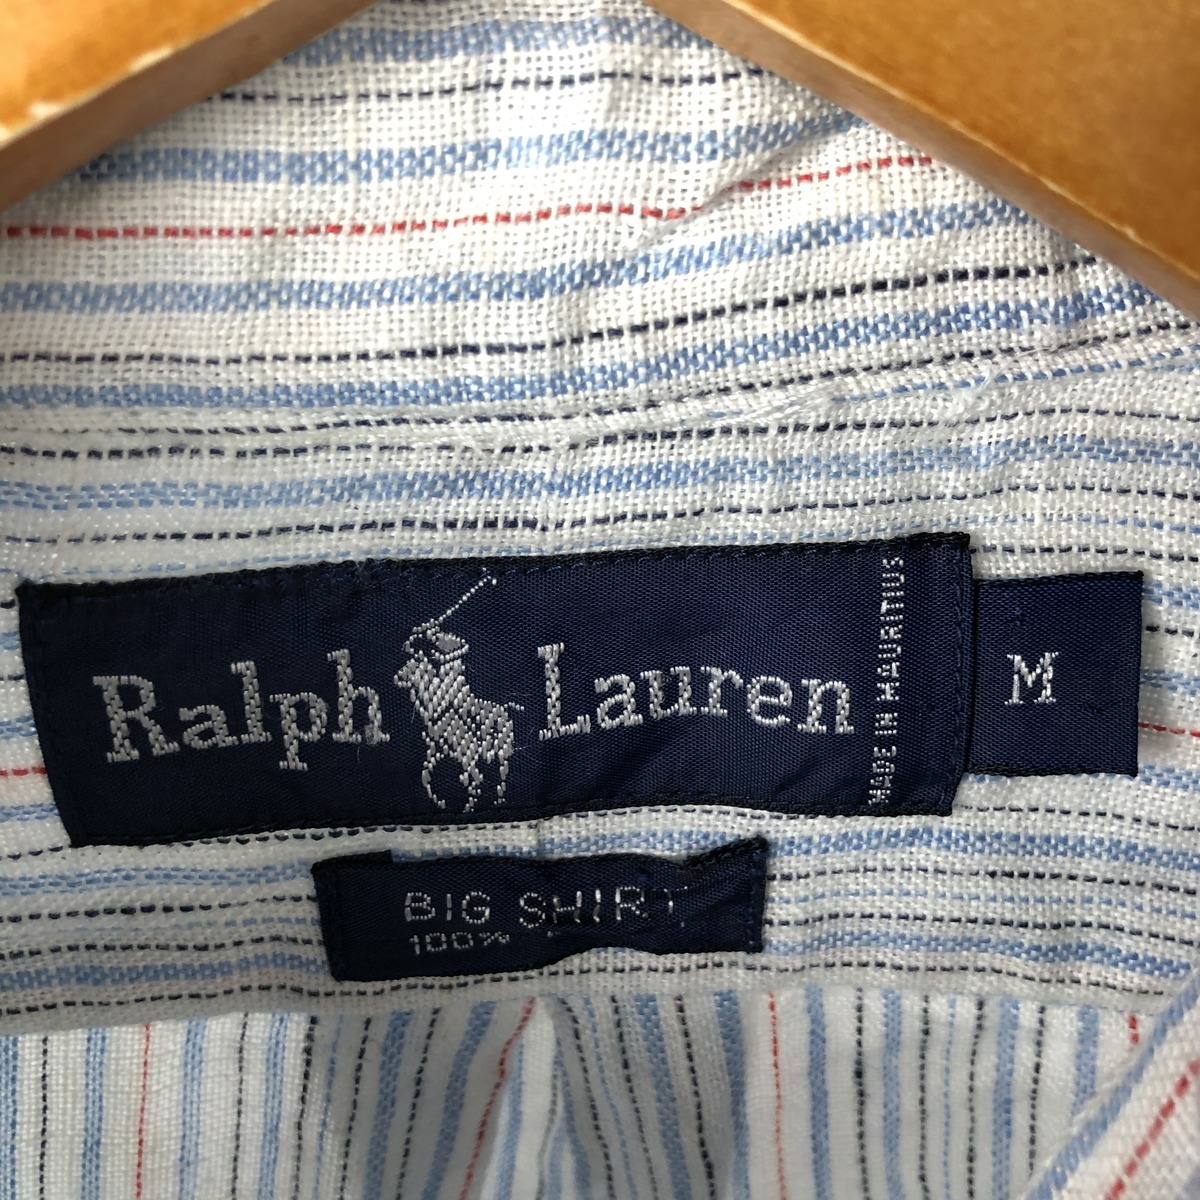 Ralph Lauren
MADE IN MAURITIUS
M
BIG SHIRT
100%